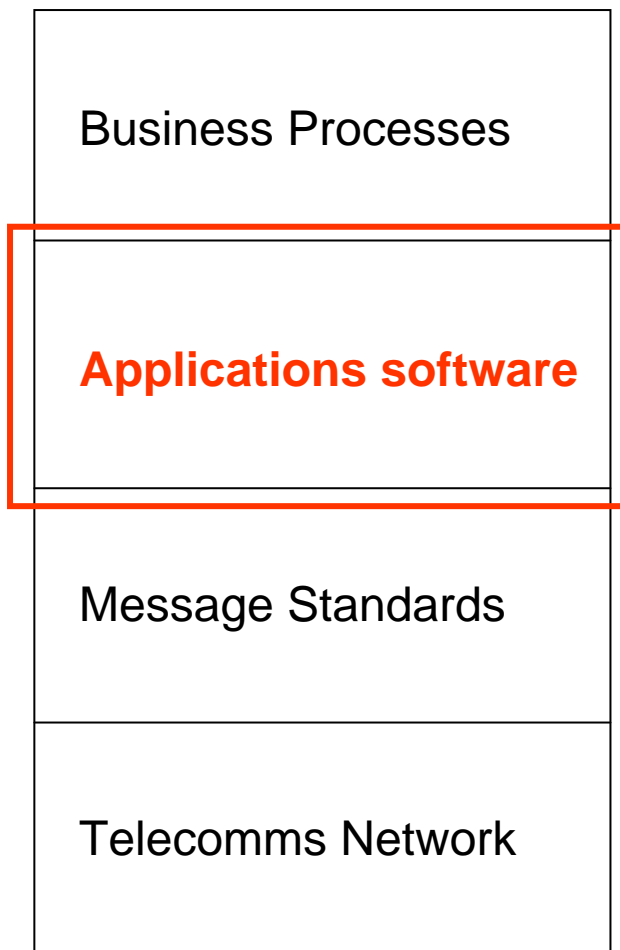 Business Processes
Applications software
Message Standards
Telecomms Network